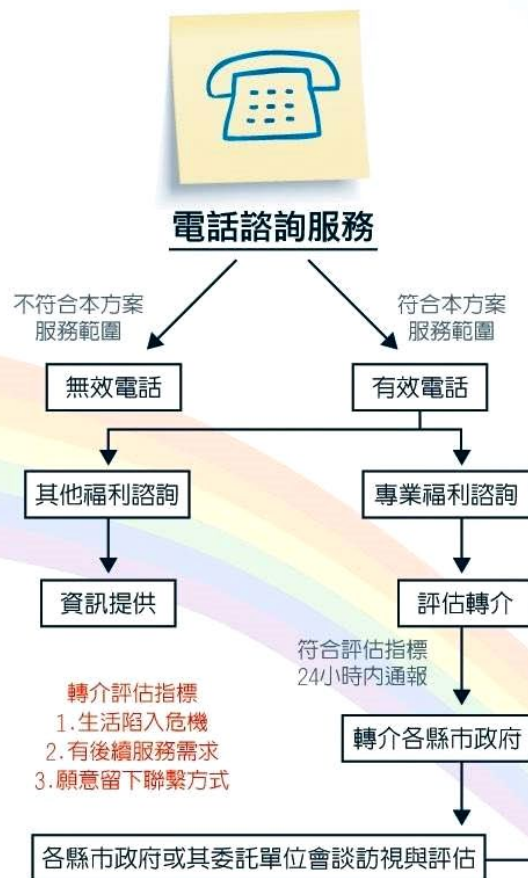 電話諮詢服務
不符合本方案
服務範圍
符合本方案
服務範圍
無效電話
有效電話
其他福利諮詢
專業福利諮詢
資訊提供
評估轉介
符合評估指標
24小時內通報
轉介評估指標
1.生活陷入危機
2.有後續服務需求
3.願意留下聯繫方式
轉介各縣市政府
各縣市政府或其委託單位會談訪視與評估